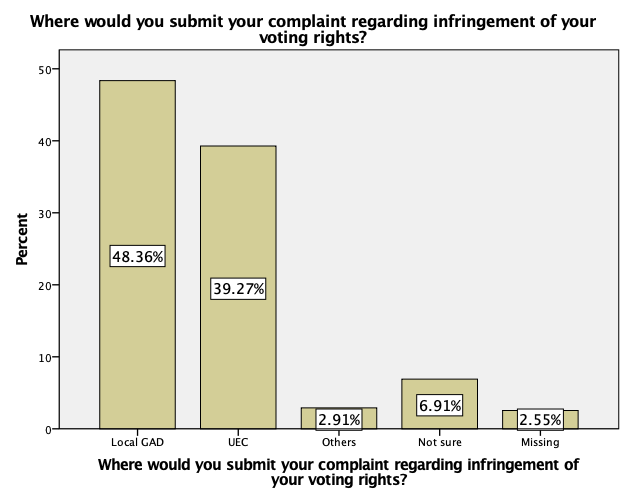 Where would you submit your complaint regarding infringement of your
voting rights?
50
40
30
20
10
0
Percent
48.36%
39.27%
2.91%
6.91%
2.55%
Local GAD
UEC
Others
Not sure
Missing
Where would you submit your complaint regarding infringement of
your voting rights?